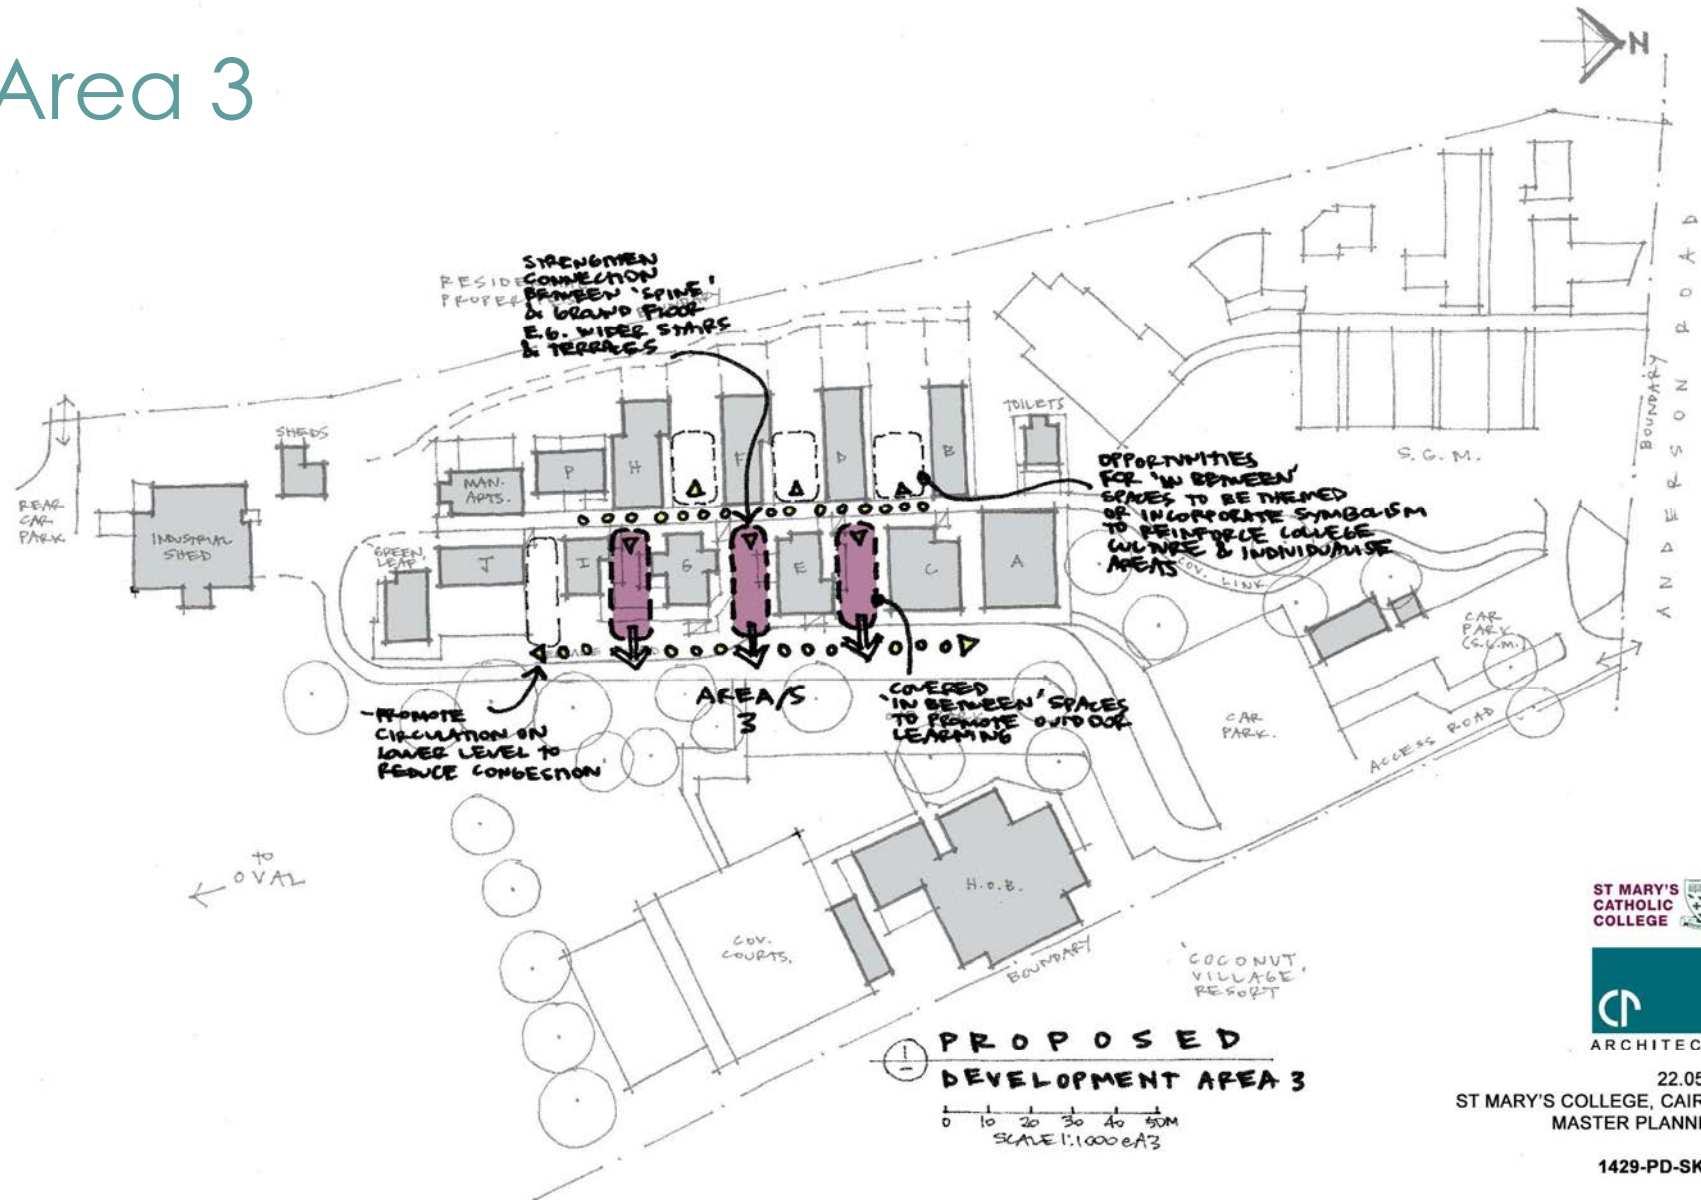 Area 3
N
STRENGTHEN
CONNECTION
BETWEEN 'SPINE'
& GROUND FLOOR
E.G. WIDER STAIRS
& TERRACES
SHEDS
REAR
CAR
PARK
INDUSTRIAL
SHED
MAN.
ARTS.
P
H
F
D
B
TOILETS
S.G.M.
BOUNDARY
ANDERSON ROAD
OPPORTUNITIES
FOR 'IN BETWEEN'
SPACES TO BE THEMED
OR INCORPORATE SYMBOLISM
TO REINFORCE COLLEGE
CULTURE & INDIVIDUALISE
AREAS
COV. LINK
GREEN,
LEAF
J
I
G
E
C
A
CAR
PARK
(S.G.M.)
AREA/S
3
-PROMOTE
CIRCULATION ON
LOWER LEVEL TO
REDUCE CONGESTION
COVERED
'IN BETWEEN' SPACES
TO PROMOTE OUTDOOR
LEARNING
CAR
PARK.
ACCESS ROAD
TO
OVAL
COV.
COURTS.
H.O.B.
BOUNDARY
'COCONUT
VILLAGE'
RESORT
1
PROPOSED
DEVELOPMENT AREA 3
0 10 20 30 40 50M
SCALE 1:1000 @A3
ST MARY'S
CATHOLIC
COLLEGE
ARCHITEC
22.05
ST MARY'S COLLEGE, CAIR
MASTER PLANN
1429-PD-SK